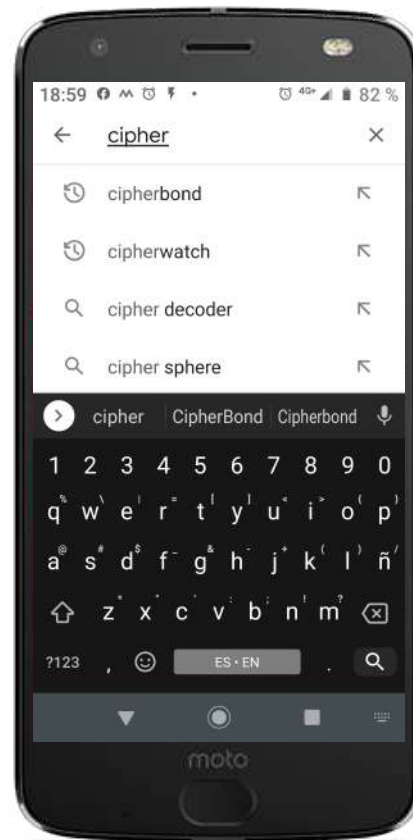 18:59 4G+ 82 %
cipher
cipherbond
cipherwatch
cipher decoder
cipher sphere
cipher CipherBond Cipherbond
1 2 3 4 5 6 7 8 9 0
q w e r t y u i o p
a s d f g h j k l ñ
z x c v b n m
?123 , ES • EN .
moto